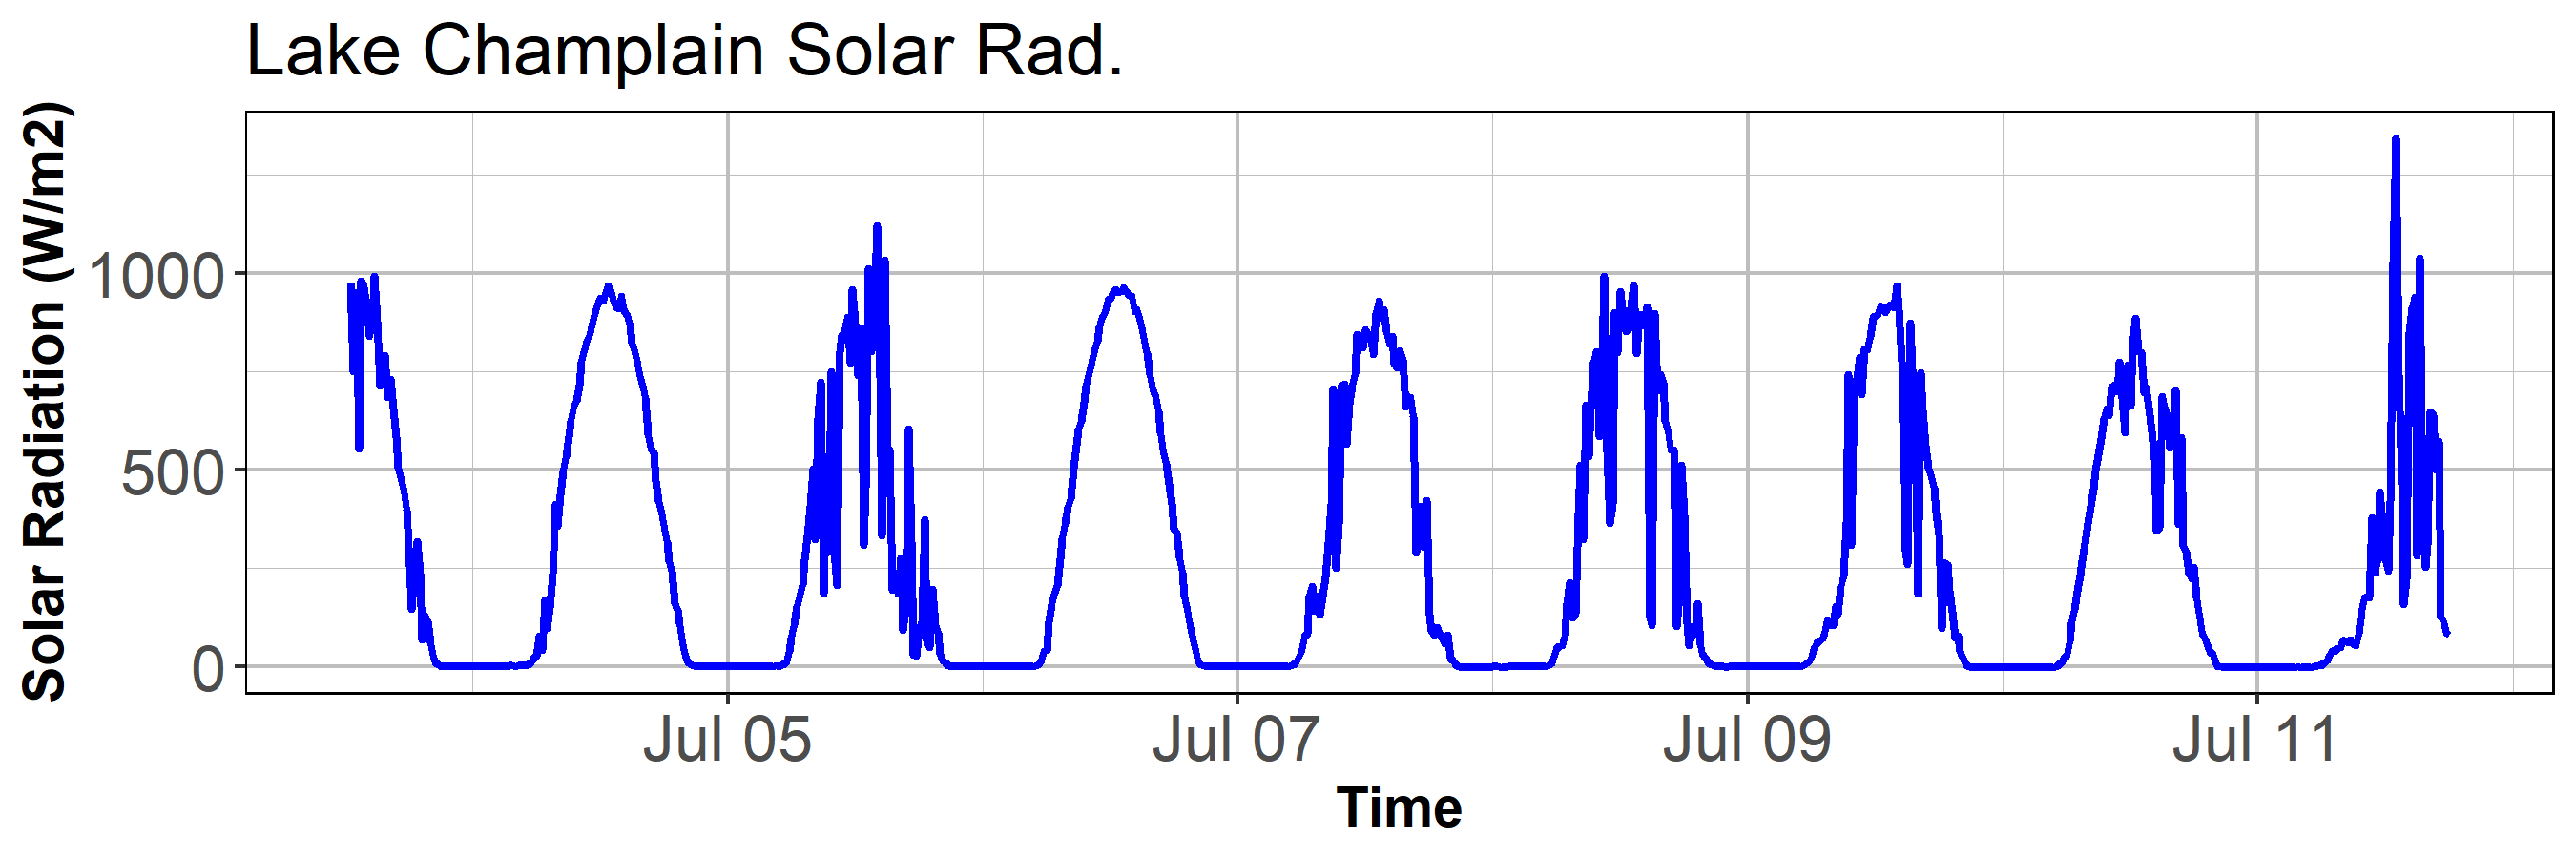 Lake Champlain Solar Rad.
Solar Radiation (W/m2)
1000
500
0
Jul 05 Jul 07 Jul 09 Jul 11
Time